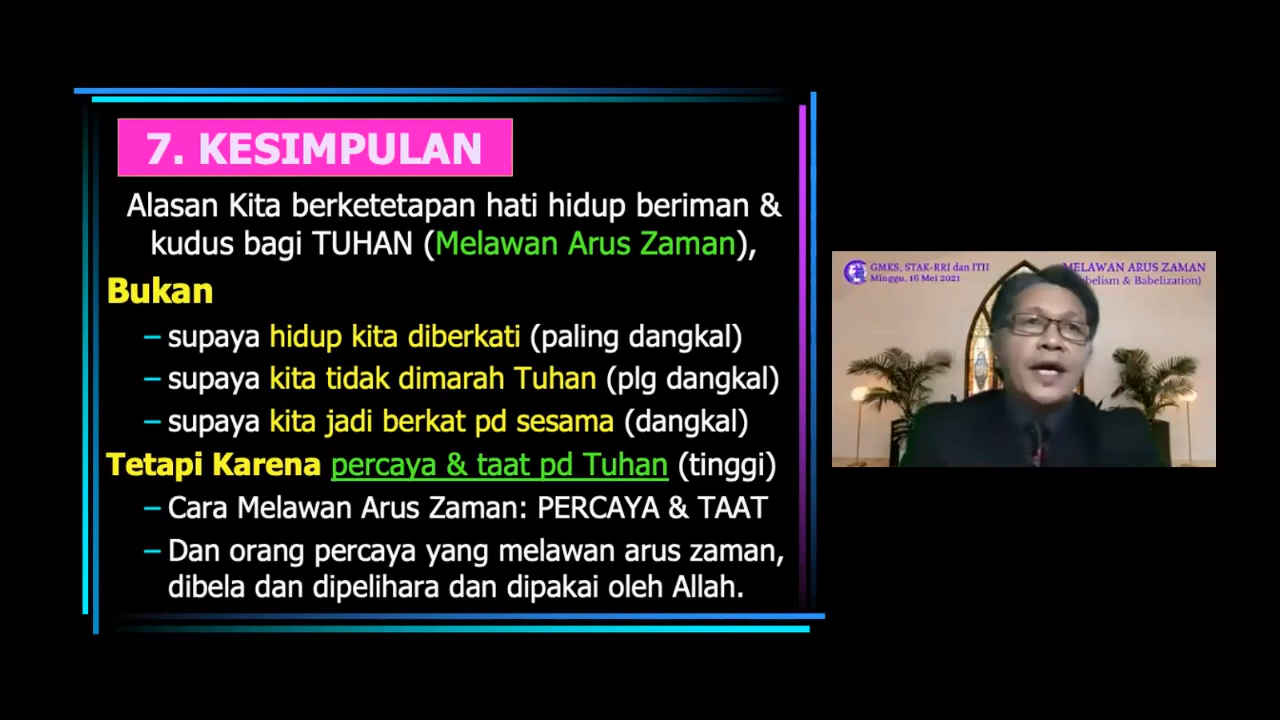 7. KESIMPULAN
Alasan Kita berketetapan hati hidup beriman &
kudus bagi TUHAN (Melawan Arus Zaman),
Bukan
– supaya hidup kita diberkati (paling dangkal)
– supaya kita tidak dimarah Tuhan (plg dangkal)
– supaya kita jadi berkat pd sesama (dangkal)
Tetapi Karena percaya & taat pd Tuhan (tinggi)
– Cara Melawan Arus Zaman: PERCAYA & TAAT
– Dan orang percaya yang melawan arus zaman,
dibela dan dipelihara dan dipakai oleh Allah.
GMKS, STAK-RRI dan ITH
Minggu, 16 Mei 2021
MELAWAN ARUS ZAMAN
& Babelization)